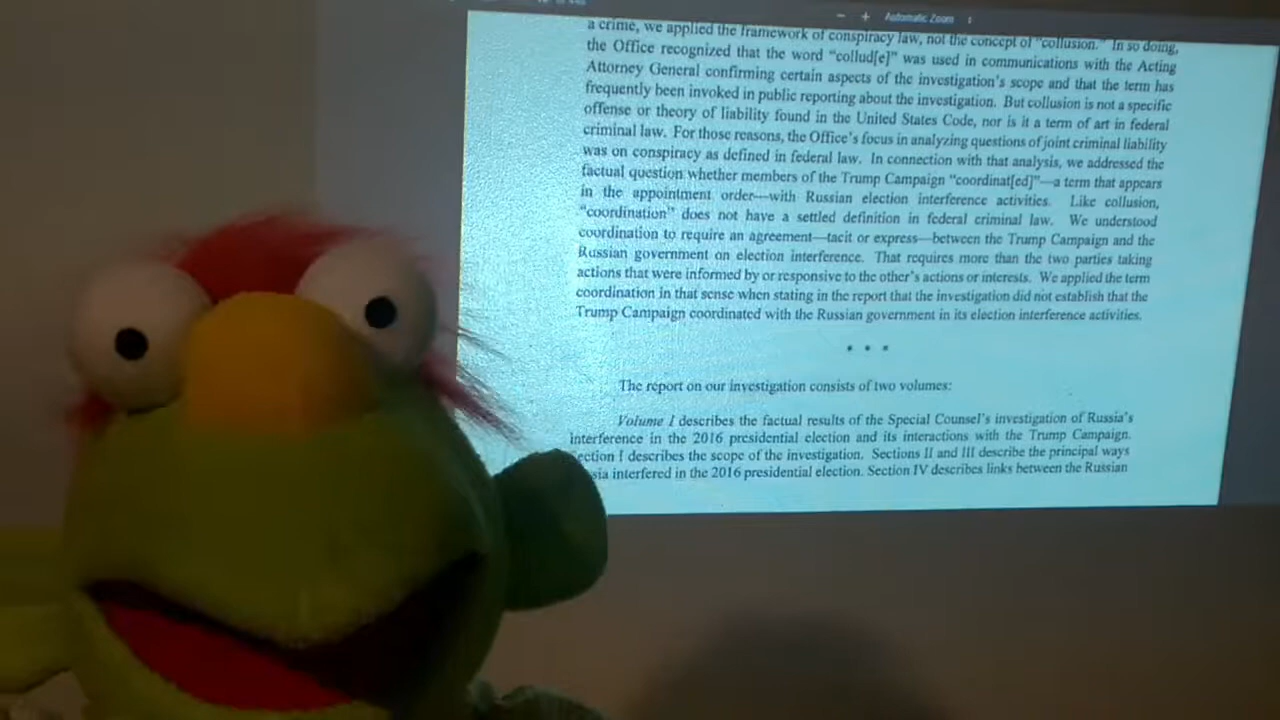 − + Automatic Zoom
a crime, we applied the framework of conspiracy law, not the concept of “collusion.” In so doing,
the Office recognized that the word “collud[e]” was used in communications with the Acting
Attorney General confirming certain aspects of the investigation’s scope and that the term has
frequently been invoked in public reporting about the investigation. But collusion is not a specific
offense or theory of liability found in the United States Code, nor is it a term of art in federal
criminal law. For those reasons, the Office’s focus in analyzing questions of joint criminal liability
was on conspiracy as defined in federal law. In connection with that analysis, we addressed the
factual question whether members of the Trump Campaign “coordinat[ed]”—a term that appears
in the appointment order—with Russian election interference activities. Like collusion,
“coordination” does not have a settled definition in federal criminal law. We understood
coordination to require an agreement—tacit or express—between the Trump Campaign and the
Russian government on election interference. That requires more than the two parties taking
actions that were informed by or responsive to the other’s actions or interests. We applied the term
coordination in that sense when stating in the report that the investigation did not establish that the
Trump Campaign coordinated with the Russian government in its election interference activities.
* * *
The report on our investigation consists of two volumes:
Volume I describes the factual results of the Special Counsel’s investigation of Russia’s
interference in the 2016 presidential election and its interactions with the Trump Campaign.
ection I describes the scope of the investigation. Sections II and III describe the principal ways
sia interfered in the 2016 presidential election. Section IV describes links between the Russian